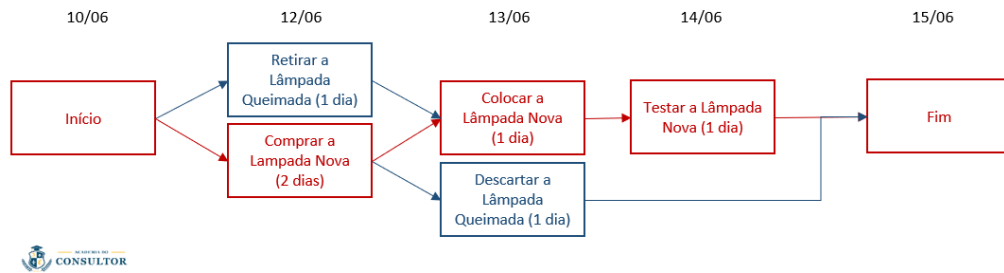 10/06
12/06
13/06
14/06
15/06
Início
Retirar a
Lâmpada
Queimada (1 dia)
Comprar a
Lampada Nova
(2 dias)
Colocar a
Lâmpada Nova
(1 dia)
Descartar a
Lâmpada
Queimada (1 dia)
Testar a Lâmpada
Nova (1 dia)
Fim
ACADEMIA DO
CONSULTOR